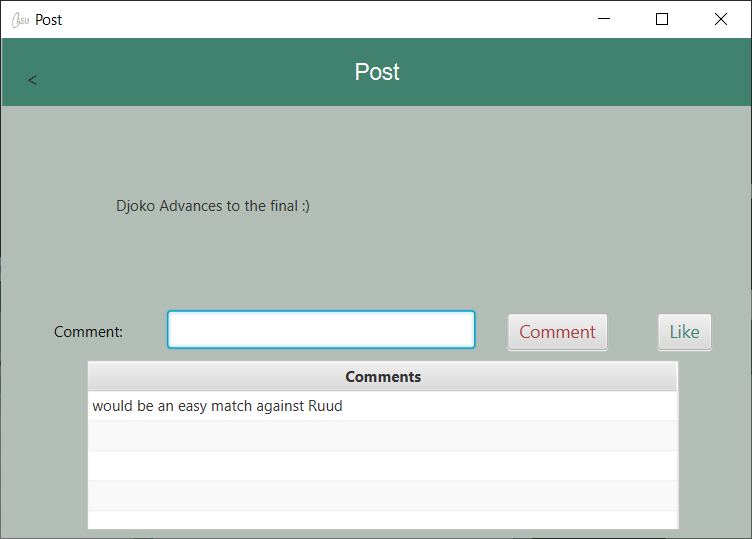 Post
<
Post
Djoko Advances to the final :)
Comment:
Comment
Like
Comments
would be an easy match against Ruud